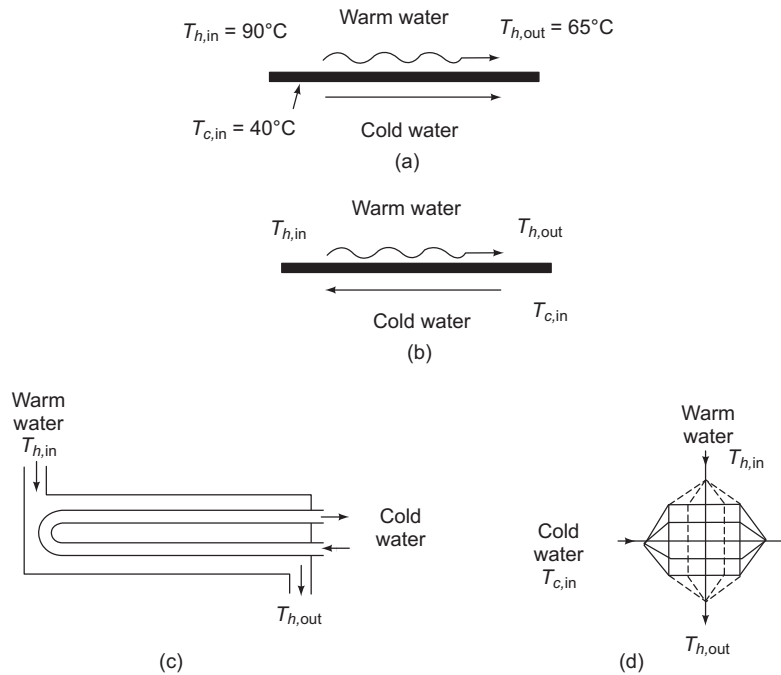 Warm water
T_h,in = 90°C
T_h,out = 65°C
T_c,in = 40°C
Cold water
(a)
Warm water
T_h,in
T_h,out
Cold water
T_c,in
(b)
Warm
water
T_h,in
Cold
water
T_h,out
(c)
Warm
water
T_h,in
Cold
water
T_c,in
T_h,out
(d)